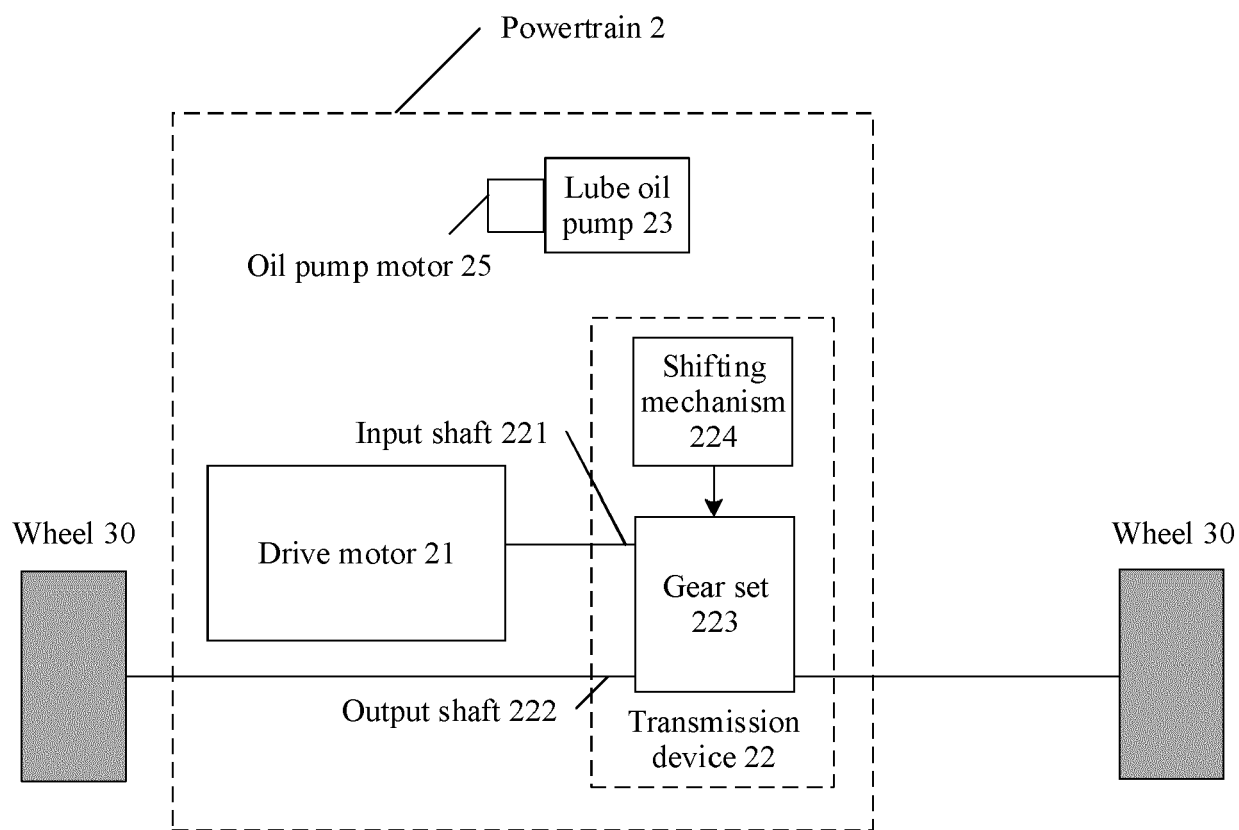 Powertrain 2
Lube oil
pump 23
Oil pump motor 25
Shifting
mechanism
224
Input shaft 221
Wheel 30
Drive motor 21
Gear set
223
Wheel 30
Output shaft 222
Transmission
device 22